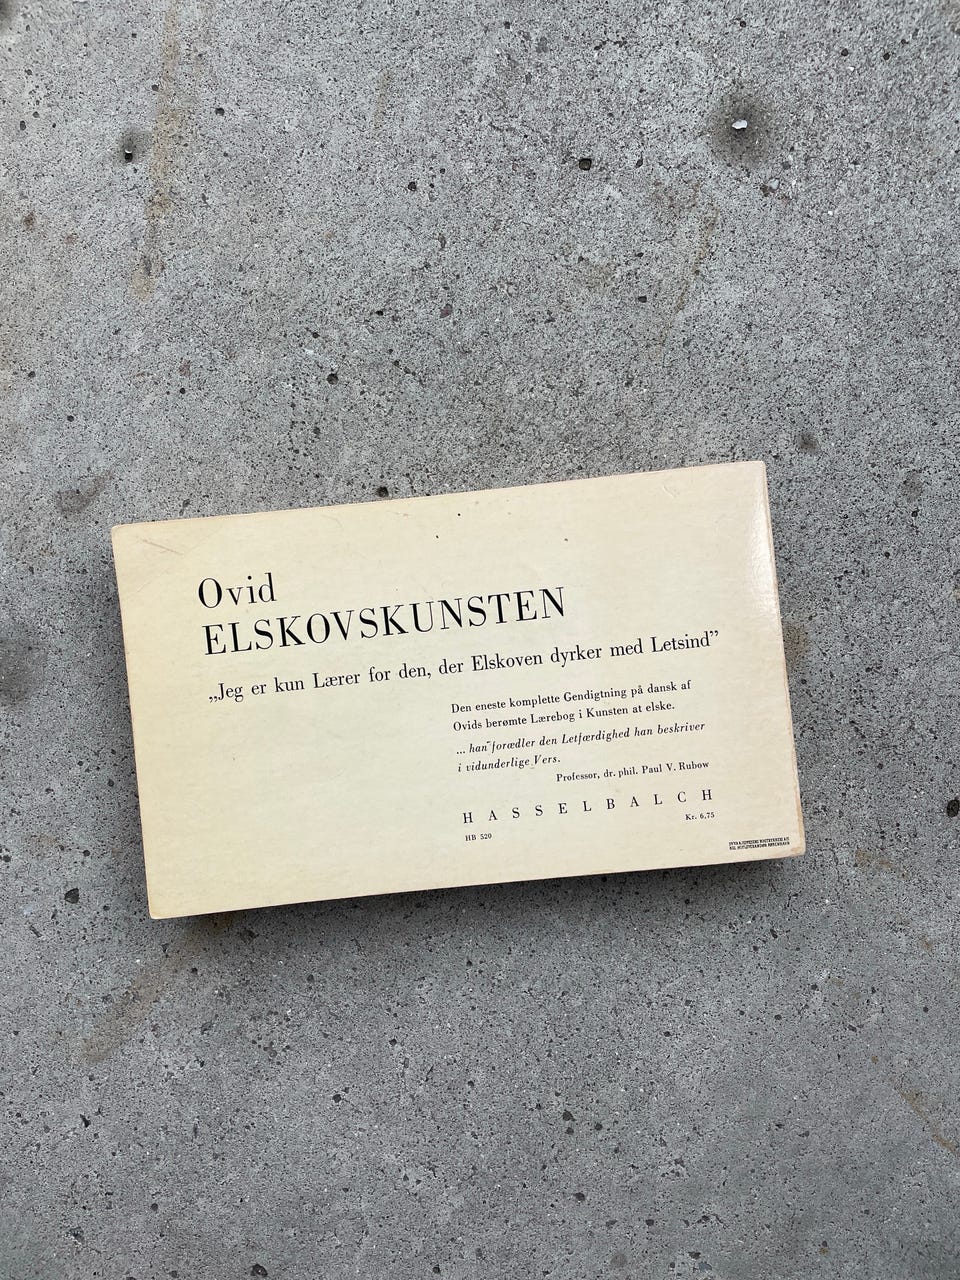 Ovid
ELSKOVSKUNSTEN
„Jeg er kun Lærer for den, der Elskoven dyrker med Letsind”
Den eneste komplette Gendigtning på dansk af
Ovids berømte Lærebog i Kunsten at elske.
... han forædler den Letfærdighed han beskriver
i vidunderlige Vers.
Professor, dr. phil. Paul V. Rubow
HASSELBALCH
HB 520
Kr. 6,75